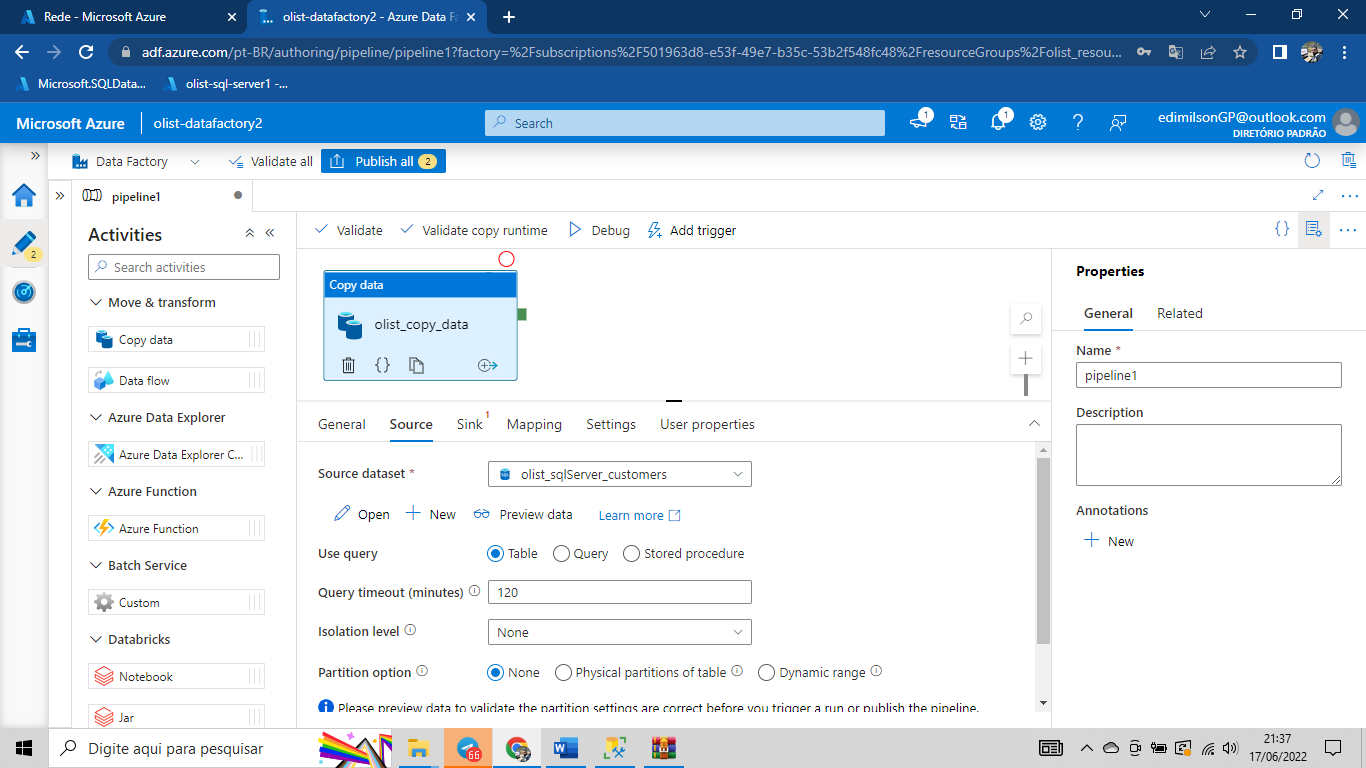 Rede - Microsoft Azure
olist-datafactory2 - Azure Data Fa
adf.azure.com/pt-BR/authoring/pipeline/pipeline1?factory=%2Fsubscriptions%2F501963d8-e53f-49e7-b35c-53b2f548fc48%2FresourceGroups%2Folist_resou...
Microsoft.SQLData...
olist-sql-server1 -...
Microsoft Azure
olist-datafactory2
Search
1
1
edimilsonGP@outlook.com
DIRETÓRIO PADRÃO
Data Factory
Validate all
Publish all 2
pipeline1
2
Activities
Search activities
Move & transform
Copy data
Data flow
Azure Data Explorer
Azure Data Explorer C...
Azure Function
Azure Function
Batch Service
Custom
Databricks
Notebook
Jar
Validate
Validate copy runtime
Debug
Add trigger
Copy data
olist_copy_data
General
Source
Sink 1
Mapping
Settings
User properties
Source dataset *
olist_sqlServer_customers
Open
New
Preview data
Learn more
Use query
Table
Query
Stored procedure
Query timeout (minutes)
120
Isolation level
None
Partition option
None
Physical partitions of table
Dynamic range
Please preview data to validate the partition settings are correct before you trigger a run or publish the pipeline.
Properties
General
Related
Name *
pipeline1
Description
Annotations
New
Digite aqui para pesquisar
66
27
21:37
17/06/2022